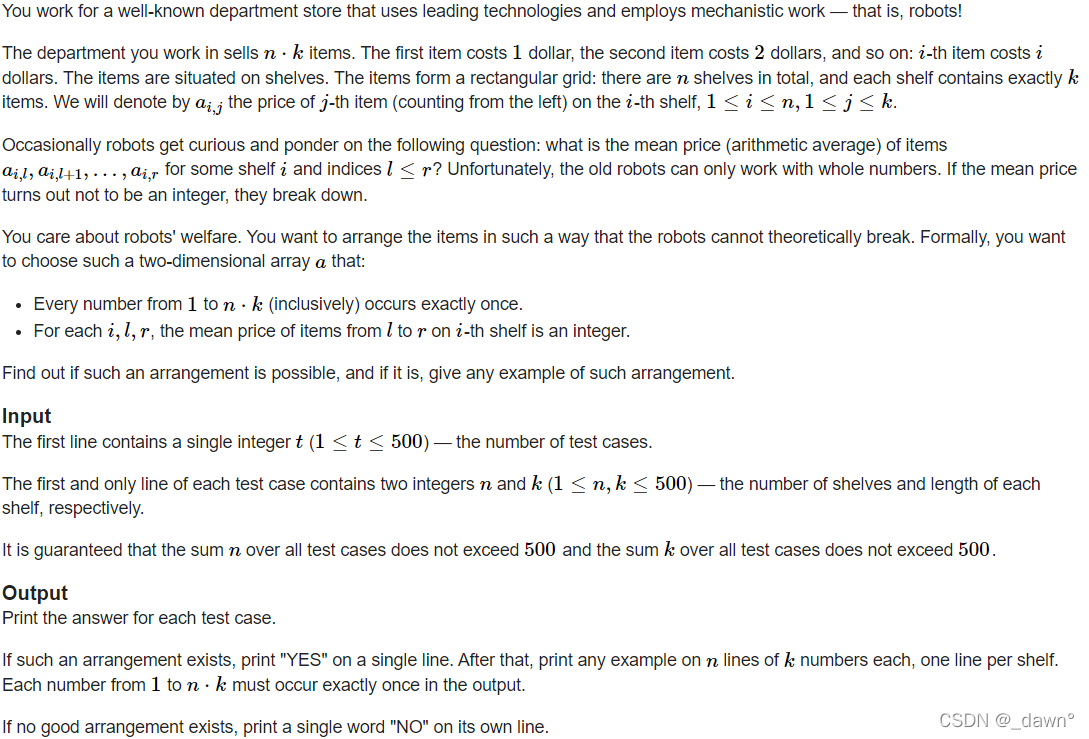 You work for a well-known department store that uses leading technologies and employs mechanistic work — that is, robots!
The department you work in sells n · k items. The first item costs 1 dollar, the second item costs 2 dollars, and so on: i-th item costs i
dollars. The items are situated on shelves. The items form a rectangular grid: there are n shelves in total, and each shelf contains exactly k
items. We will denote by a_{i,j} the price of j-th item (counting from the left) on the i-th shelf, 1 ≤ i ≤ n, 1 ≤ j ≤ k.
Occasionally robots get curious and ponder on the following question: what is the mean price (arithmetic average) of items
a_{i,l}, a_{i,l+1}, . . . , a_{i,r} for some shelf i and indices l ≤ r? Unfortunately, the old robots can only work with whole numbers. If the mean price
turns out not to be an integer, they break down.
You care about robots' welfare. You want to arrange the items in such a way that the robots cannot theoretically break. Formally, you want
to choose such a two-dimensional array a that:
• Every number from 1 to n · k (inclusively) occurs exactly once.
• For each i, l, r, the mean price of items from l to r on i-th shelf is an integer.
Find out if such an arrangement is possible, and if it is, give any example of such arrangement.
Input
The first line contains a single integer t (1 ≤ t ≤ 500) — the number of test cases.
The first and only line of each test case contains two integers n and k (1 ≤ n, k ≤ 500) — the number of shelves and length of each
shelf, respectively.
It is guaranteed that the sum n over all test cases does not exceed 500 and the sum k over all test cases does not exceed 500.
Output
Print the answer for each test case.
If such an arrangement exists, print "YES" on a single line. After that, print any example on n lines of k numbers each, one line per shelf.
Each number from 1 to n · k must occur exactly once in the output.
If no good arrangement exists, print a single word "NO" on its own line.
CSDN @_dawn°